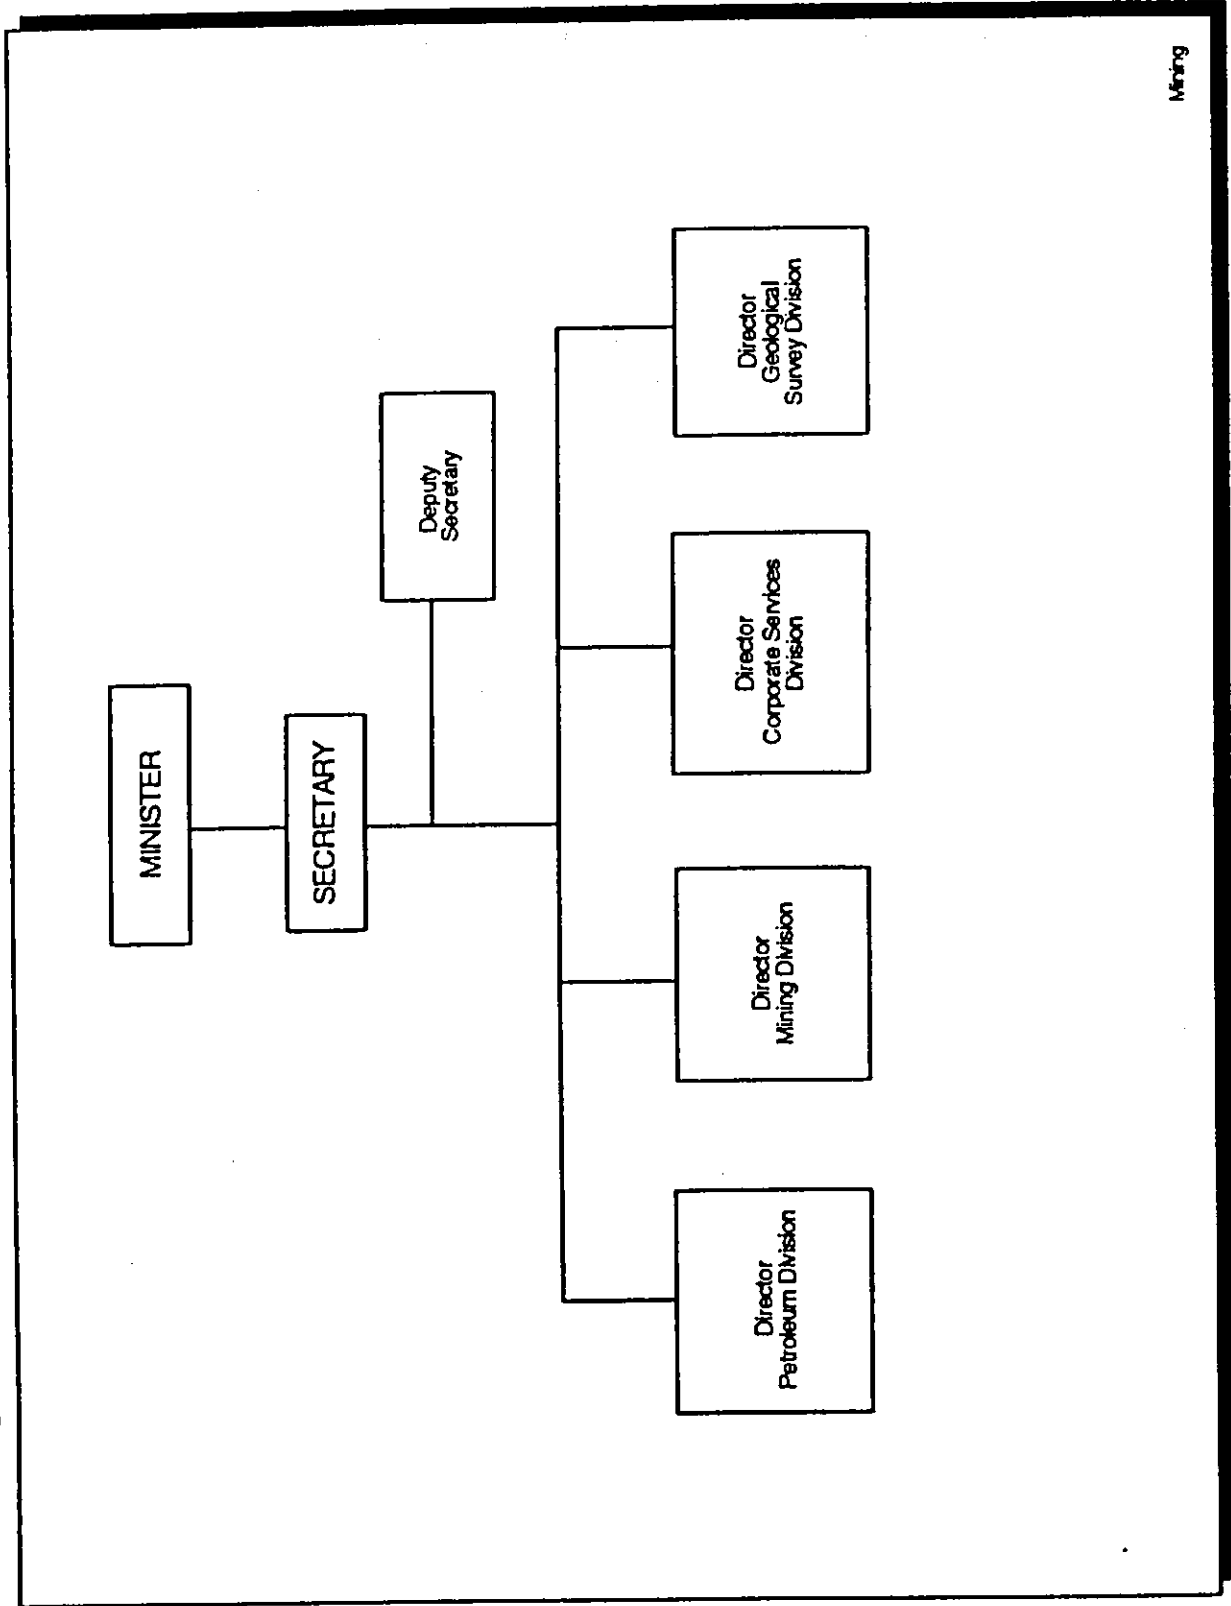 MINISTER
SECRETARY
Deputy
Secretary
Director
Petroleum Division
Director
Mining Division
Director
Corporate Services
Division
Director
Geological
Survey Division
Mining